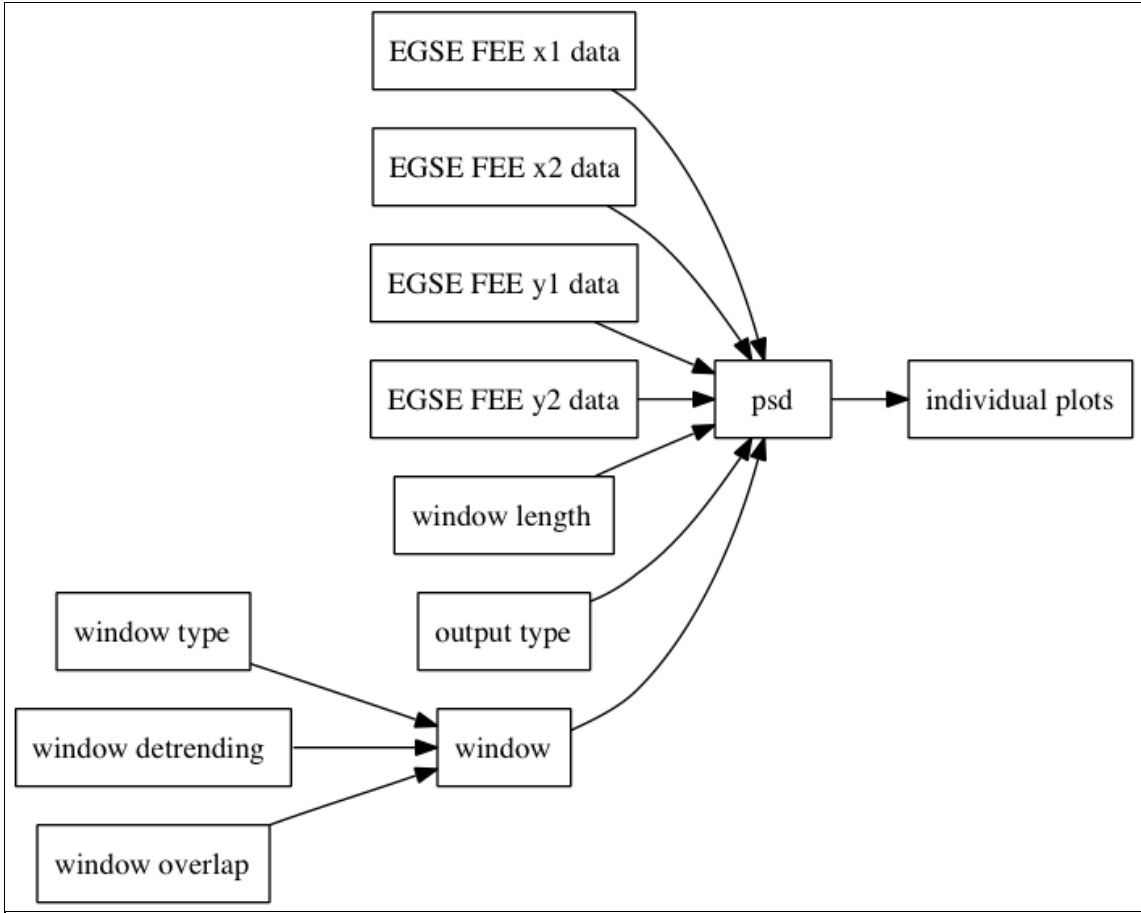 EGSE FEE x1 data
EGSE FEE x2 data
EGSE FEE y1 data
EGSE FEE y2 data
psd
individual plots
window length
window type
output type
window detrending
window
window overlap